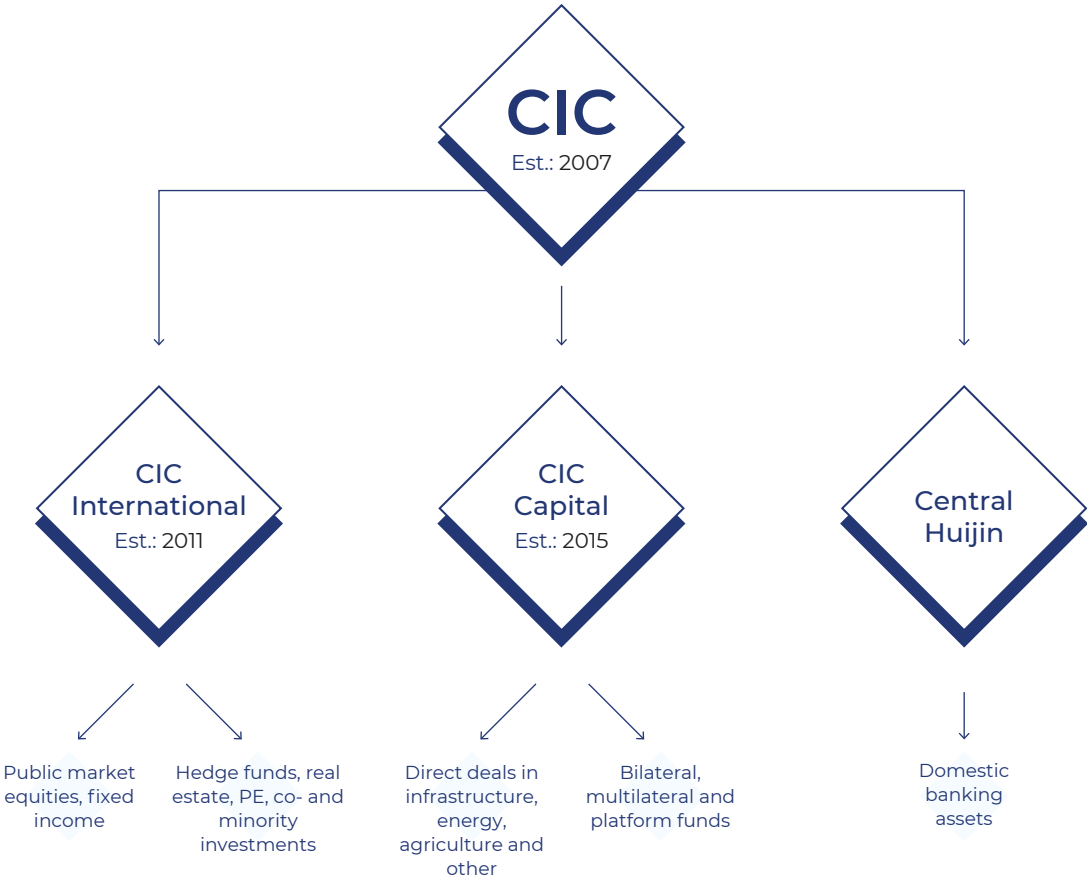 CIC
Est.: 2007
CIC
International
Est.: 2011
CIC
Capital
Est.: 2015
Central
Huijin
Public market
equities, fixed
income
Hedge funds, real
estate, PE, co- and
minority
investments
Direct deals in
infrastructure,
energy,
agriculture and
other
Bilateral,
multilateral and
platform funds
Domestic
banking
assets